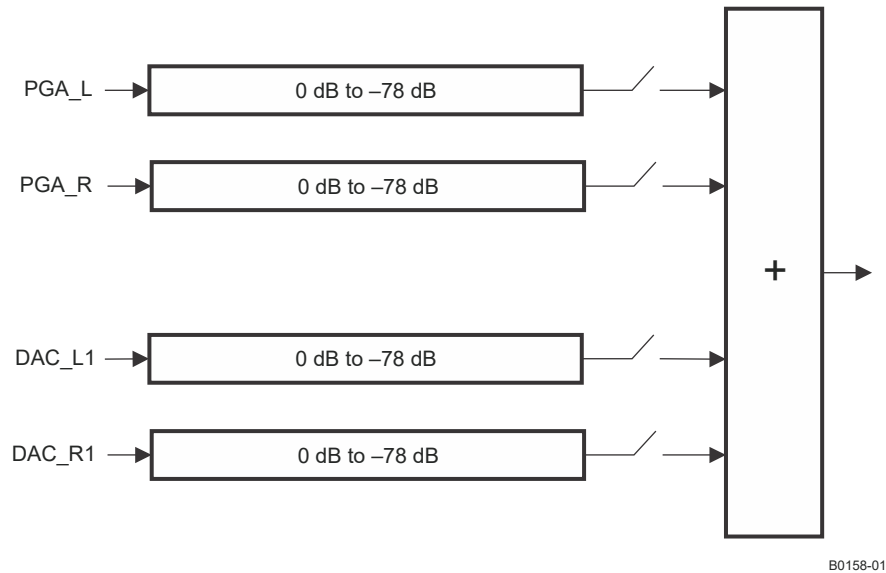 PGA_L
0 dB to –78 dB
PGA_R
0 dB to –78 dB
+
DAC_L1
0 dB to –78 dB
DAC_R1
0 dB to –78 dB
B0158-01